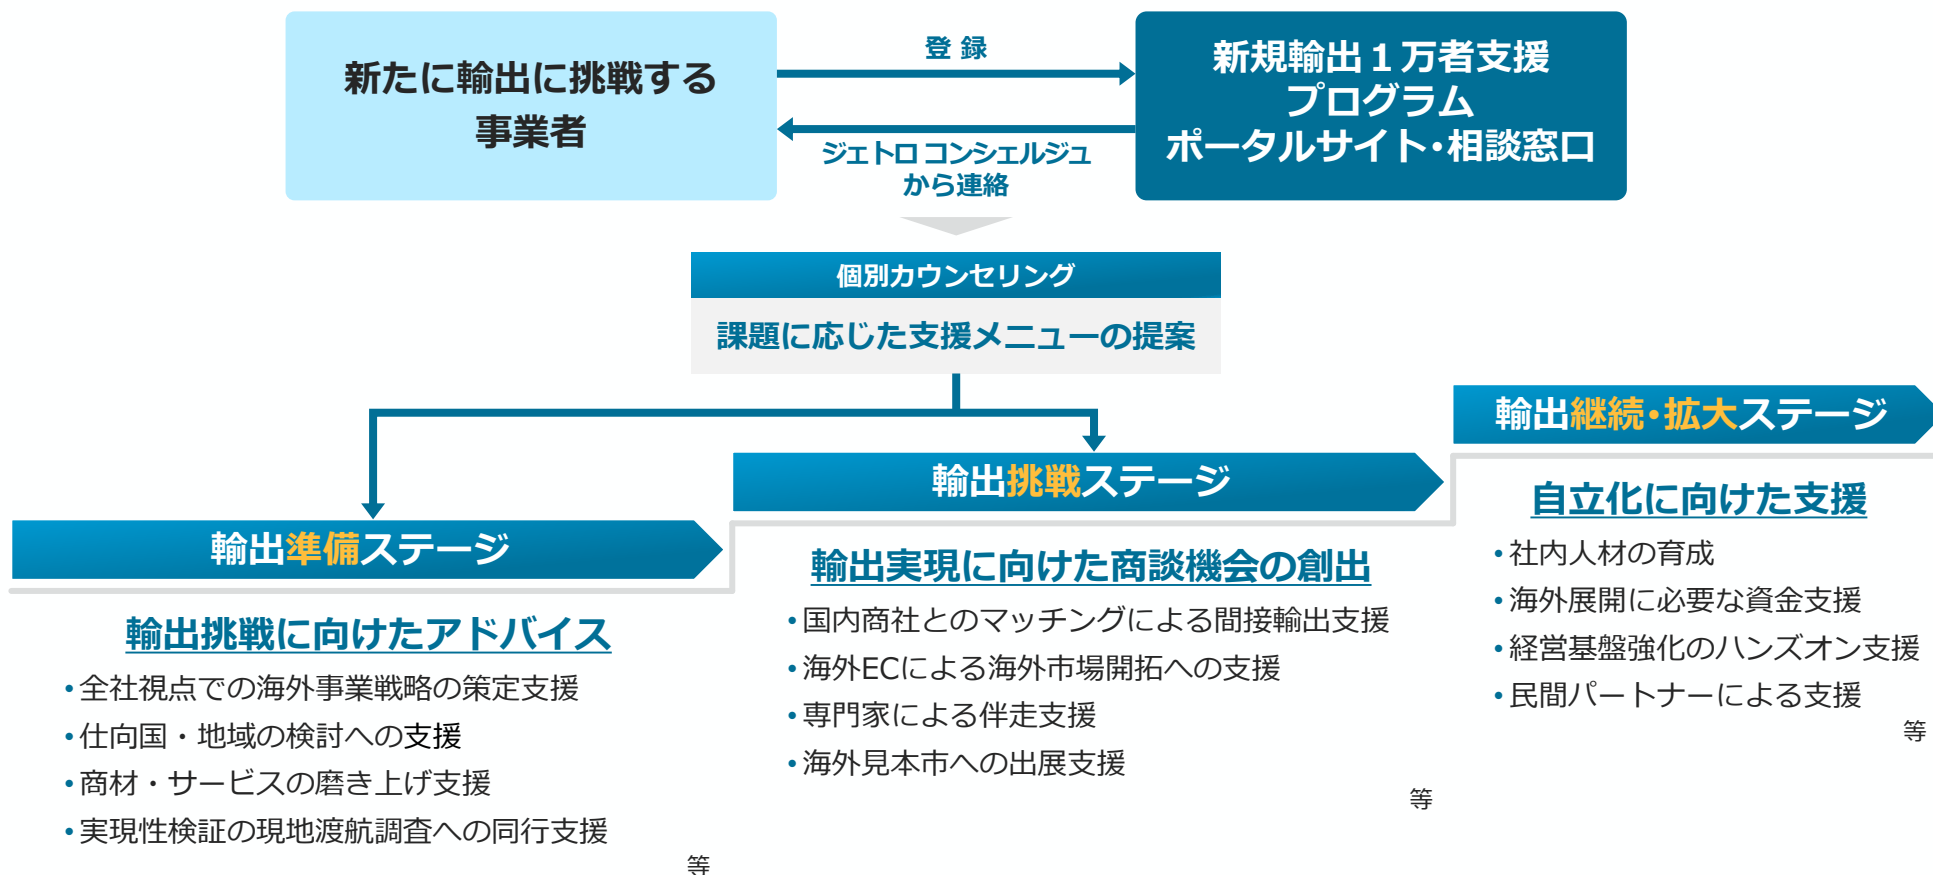 新たに輸出に挑戦する
事業者
登 録
ジェトロ コンシェルジュ
から連絡
新規輸出１万者支援
プログラム
ポータルサイト・相談窓口
個別カウンセリング
課題に応じた支援メニューの提案
輸出準備ステージ
輸出挑戦に向けたアドバイス
・全社視点での海外事業戦略の策定支援
・仕向国・地域の検討への支援
・商材・サービスの磨き上げ支援
・実現性検証の現地渡航調査への同行支援
等
輸出挑戦ステージ
輸出実現に向けた商談機会の創出
・国内商社とのマッチングによる間接輸出支援
・海外ECによる海外市場開拓への支援
・専門家による伴走支援
・海外見本市への出展支援
等
輸出継続・拡大ステージ
自立化に向けた支援
・社内人材の育成
・海外展開に必要な資金支援
・経営基盤強化のハンズオン支援
・民間パートナーによる支援
等